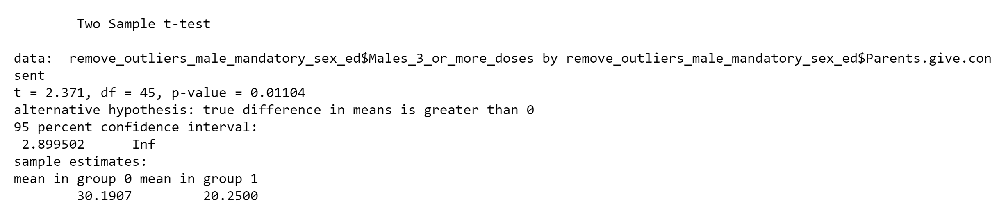 Two Sample t-test
data:  remove_outliers_male_mandatory_sex_ed$Males_3_or_more_doses by remove_outliers_male_mandatory_sex_ed$Parents.give.con
sent
t = 2.371, df = 45, p-value = 0.01104
alternative hypothesis: true difference in means is greater than 0
95 percent confidence interval:
 2.899502      Inf
sample estimates:
mean in group 0 mean in group 1
        30.1907         20.2500